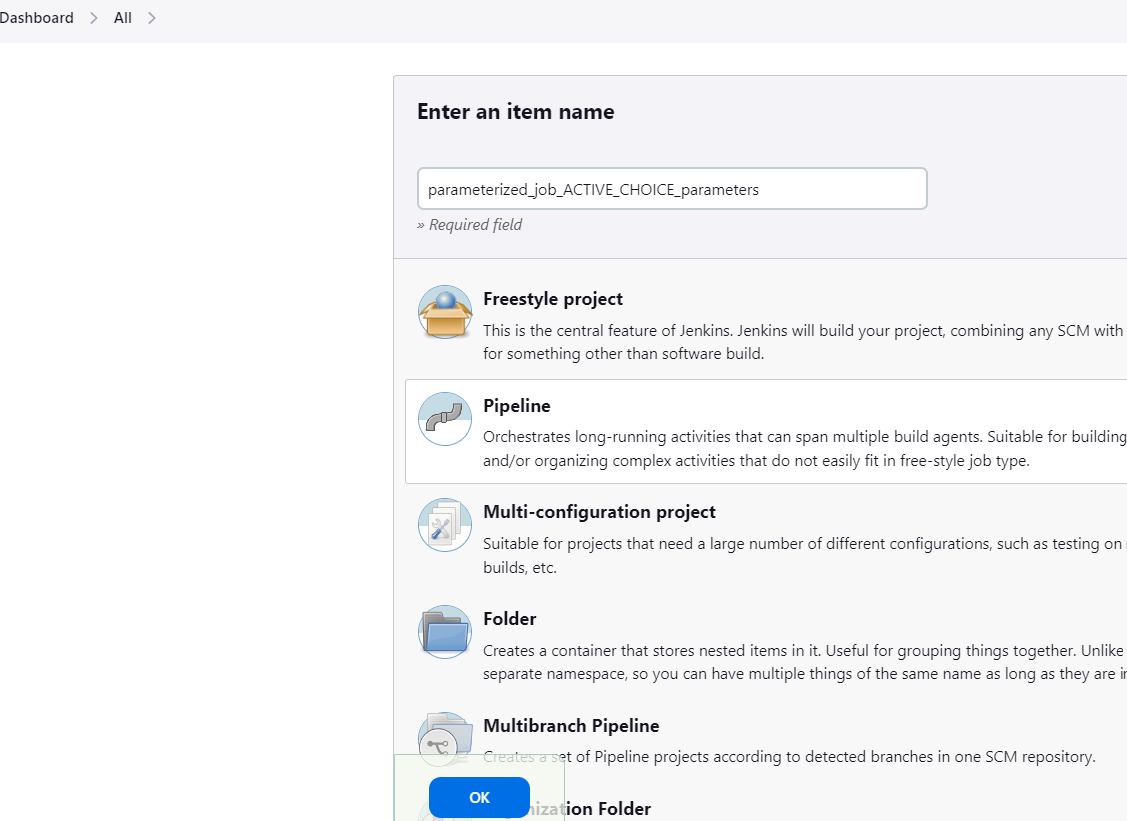 Dashboard > All >
Enter an item name
parameterized_job_ACTIVE_CHOICE_parameters
» Required field
Freestyle project
This is the central feature of Jenkins. Jenkins will build your project, combining any SCM with
for something other than software build.
Pipeline
Orchestrates long-running activities that can span multiple build agents. Suitable for building
and/or organizing complex activities that do not easily fit in free-style job type.
Multi-configuration project
Suitable for projects that need a large number of different configurations, such as testing on
builds, etc.
Folder
Creates a container that stores nested items in it. Useful for grouping things together. Unlike
separate namespace, so you can have multiple things of the same name as long as they are
Multibranch Pipeline
Creates a set of Pipeline projects according to detected branches in one SCM repository.
OK
nization Folder